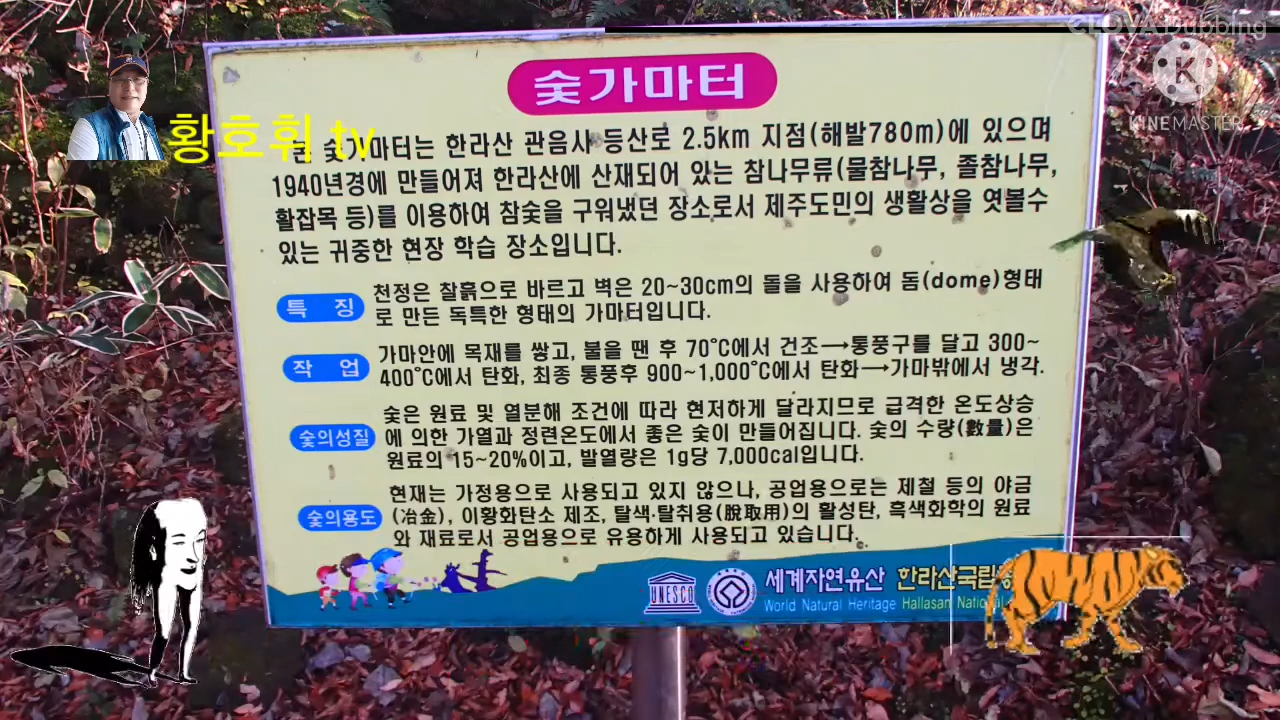 CLOVA Dubbing
KINEMASTER
황호휘 tv
숯가마터
숯가마터는 한라산 관음사 등산로 2.5km 지점(해발780m)에 있으며
1940년경에 만들어져 한라산에 산재되어 있는 참나무류(물참나무, 졸참나무,
활잡목 등)를 이용하여 참숯을 구워냈던 장소로서 제주도민의 생활상을 엿볼수
있는 귀중한 현장 학습 장소입니다.
특 징
천정은 찰흙으로 바르고 벽은 20~30cm의 돌을 사용하여 돔(dome)형태
로 만든 독특한 형태의 가마터입니다.
작 업
가마안에 목재를 쌓고, 불을 땐 후 70℃에서 건조→통풍구를 달고 300~
400℃에서 탄화, 최종 통풍후 900~1,000℃에서 탄화→가마밖에서 냉각.
숯의성질
숯은 원료 및 열분해 조건에 따라 현저하게 달라지므로 급격한 온도상승
에 의한 가열과 정련온도에서 좋은 숯이 만들어집니다. 숯의 수량(數量)은
원료의 15~20%이고, 발열량은 1g당 7,000cal입니다.
숯의용도
현재는 가정용으로 사용되고 있지 않으나, 공업용으로는 제철 등의 야금
(冶金), 이황화탄소 제조, 탈색·탈취용(脫取用)의 활성탄, 흑색화학의 원료
와 재료로서 공업용으로 유용하게 사용되고 있습니다.
UNESCO
세계자연유산 한라산국립
World Natural Heritage Hallasan